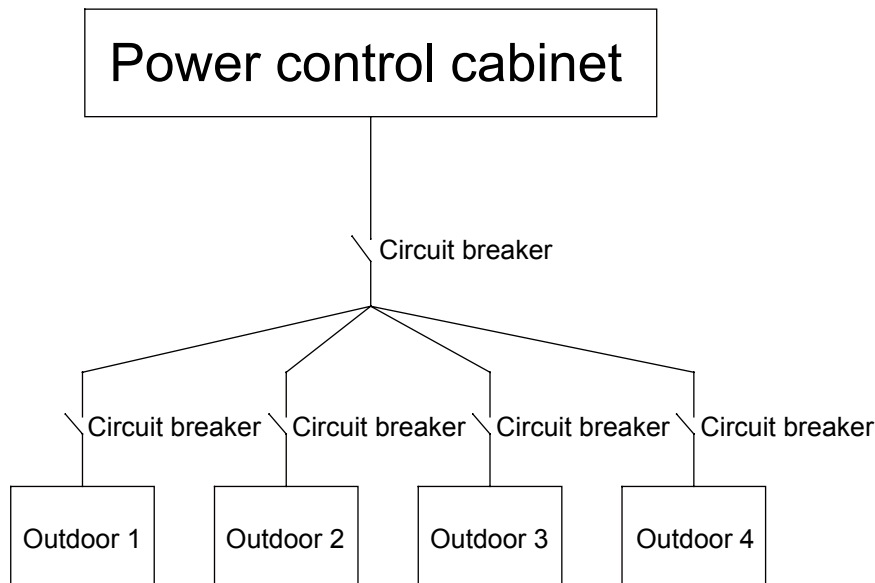 Power control cabinet
Circuit breaker
Circuit breaker Circuit breaker Circuit breaker Circuit breaker
Outdoor 1 Outdoor 2 Outdoor 3 Outdoor 4